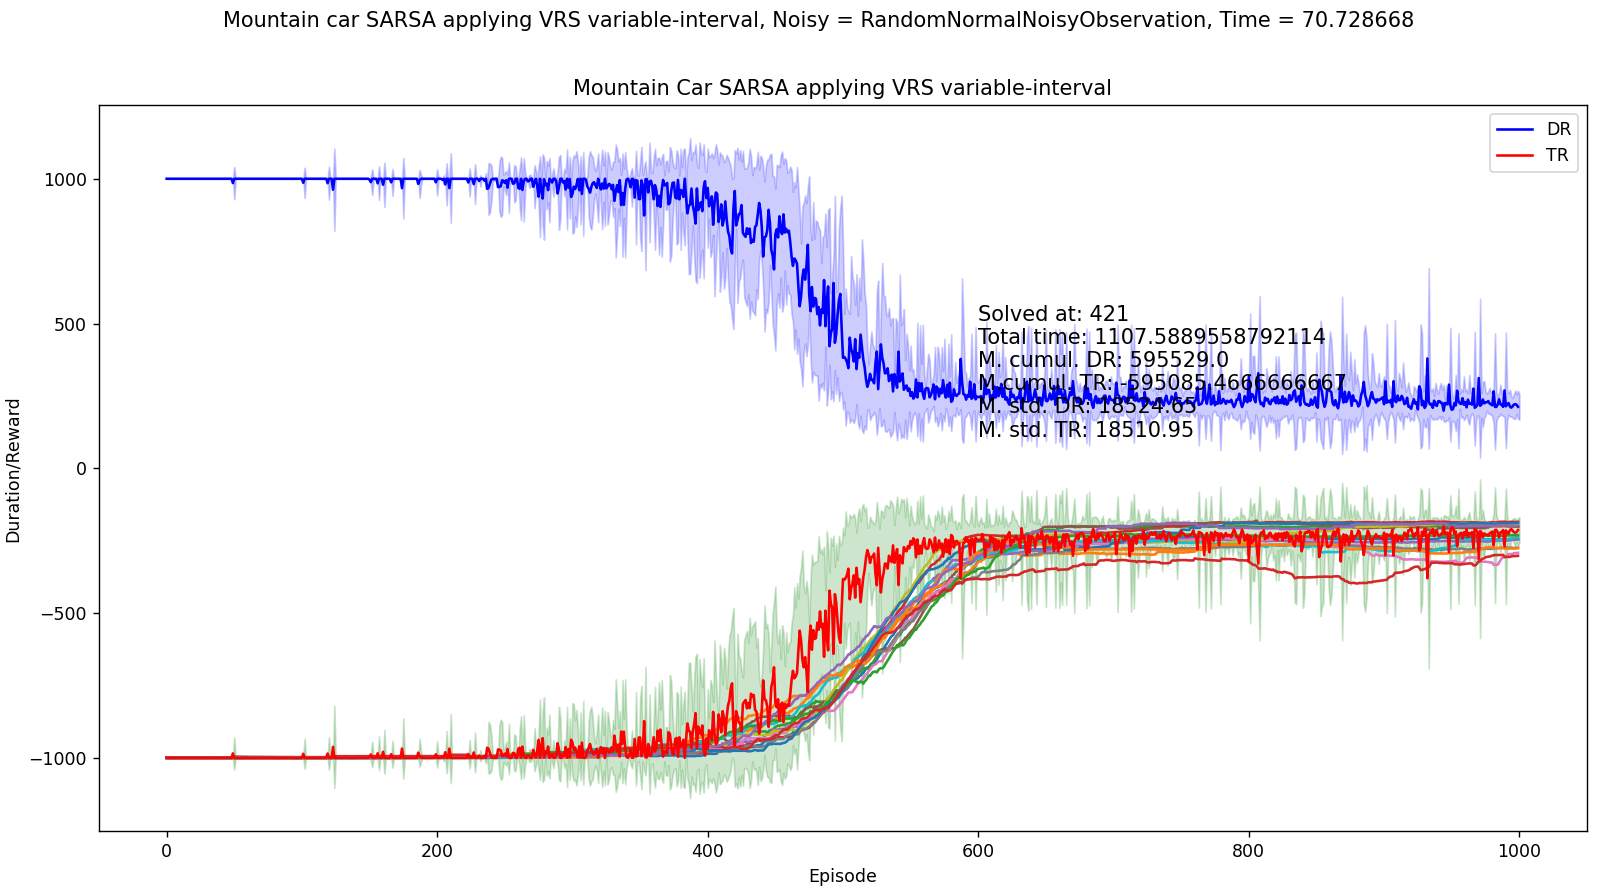 Mountain car SARSA applying VRS variable-interval, Noisy = RandomNormalNoisyObservation, Time = 70.728668
Mountain Car SARSA applying VRS variable-interval
DR
TR
Solved at: 421
Total time: 1107.5889558792114
M. cumul. DR: 595529.0
M.cumul. TR: -595085.4666666667
M. std. DR: 18524.65
M. std. TR: 18510.95
Duration/Reward
1000
500
0
−500
−1000
0
200
400
600
800
1000
Episode